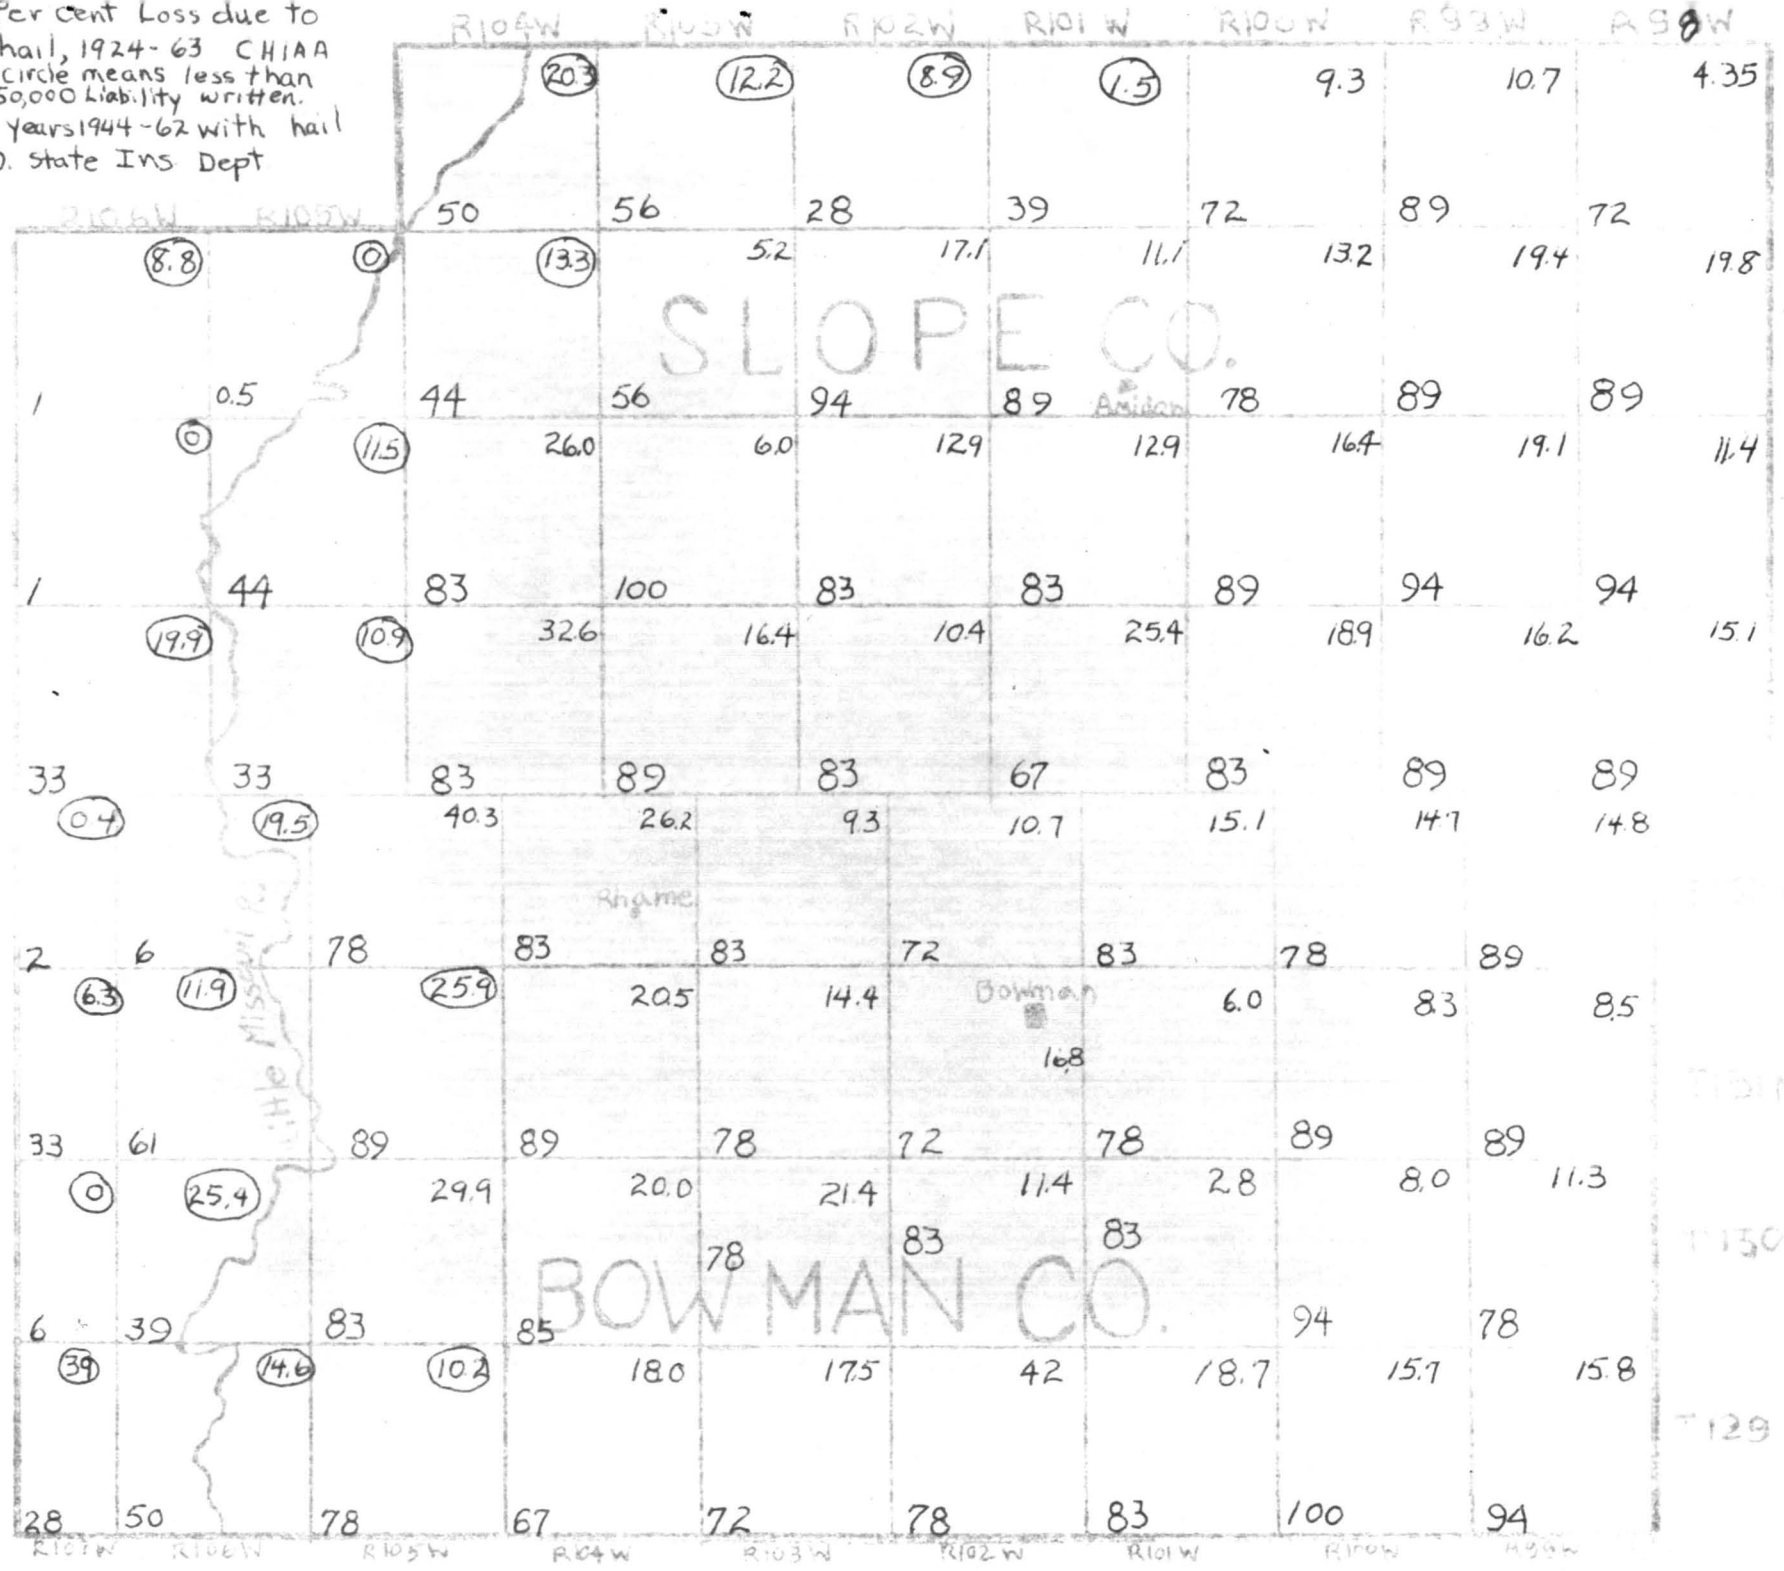 Per cent Loss due to
hail, 1924-63 CHIAA
circle means less than
50,000 Liability written.
years 1944-62 with hail
D. State Ins Dept
R104W R103W R102W R101W R100W R99W R98W
20.3 12.2 8.9 1.5 9.3 10.7 4.35
50 56 28 39 72 89 72
R106W R105W
8.8 0 13.3 5.2 17.1 11.1 13.2 19.4 19.8
SLOPE CO.
1 0.5 44 56 94 89 Amidon 78 89 89
0 11.5 26.0 6.0 12.9 12.9 16.4 19.1 11.4
1 44 83 100 83 83 89 94 94
19.9 10.9 32.6 16.4 10.4 25.4 18.9 16.2 15.1
33 33 83 89 83 67 83 89 89
0.4 19.5 40.3 26.2 9.3 10.7 15.1 14.7 14.8
Rhame
2 6 78 83 83 72 83 78 89
6.3 11.9 25.9 20.5 14.4 Bowman 6.0 8.3 8.5
Little Missouri R.
16.8
33 61 89 89 78 72 78 89 89
0 25.4 29.9 20.0 21.4 11.4 2.8 8.0 11.3
78 83 83
T130
BOWMAN CO.
6 39 83 85 94 78
39 14.6 10.2 18.0 17.5 42 18.7 15.7 15.8
T129
28 50 78 67 72 78 83 100 94
R107W R106W R105W R104W R103W R102W R101W R100W R99W